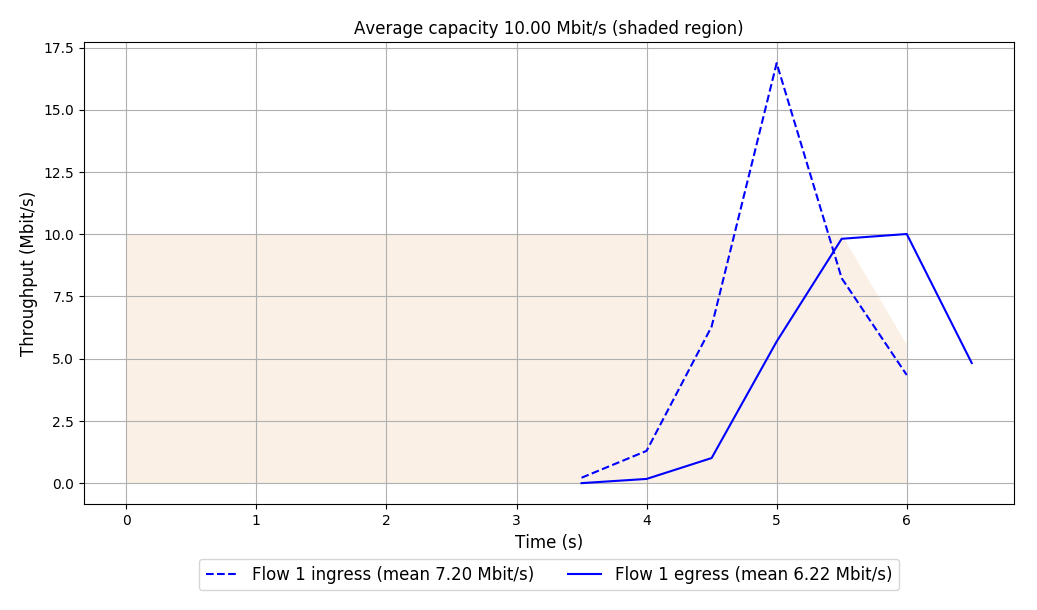 Average capacity 10.00 Mbit/s (shaded region)
17.5
15.0
12.5
10.0
7.5
5.0
2.5
0.0
Throughput (Mbit/s)
0 1 2 3 4 5 6
Time (s)
Flow 1 ingress (mean 7.20 Mbit/s) Flow 1 egress (mean 6.22 Mbit/s)